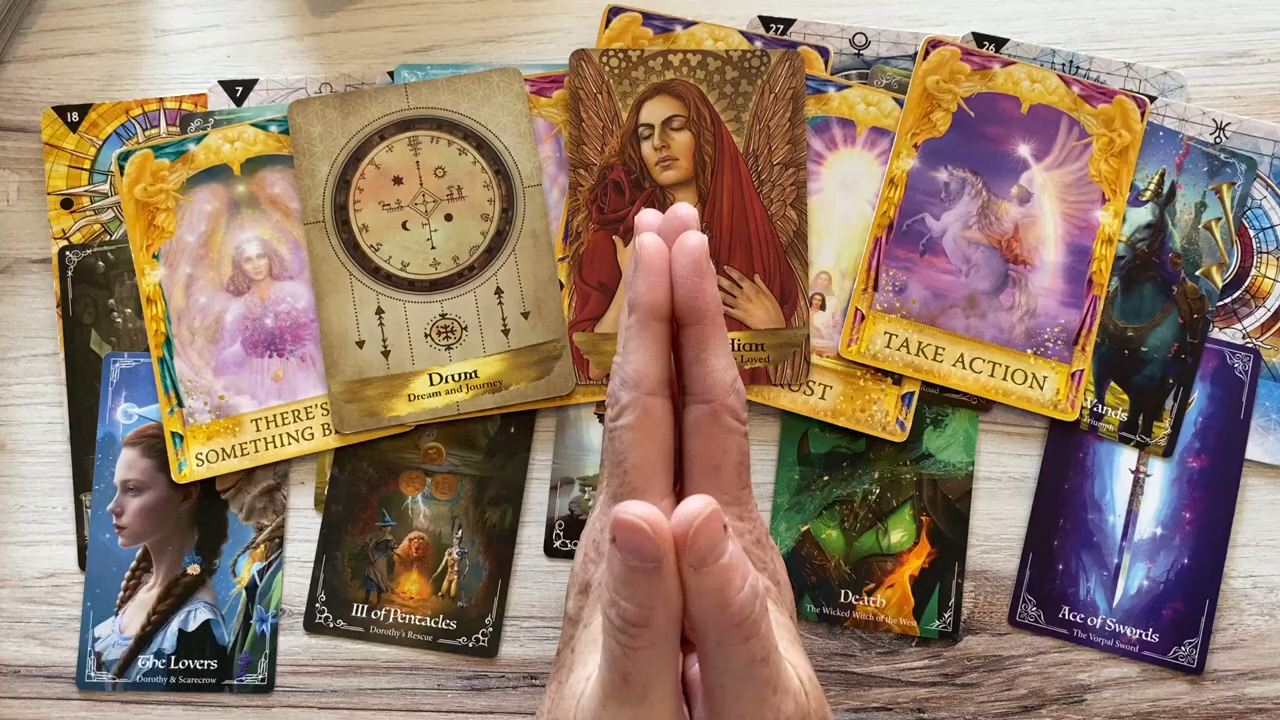 27
26
7
18
Drum
Dream and Journey
dian
Loved
TAKE ACTION
THERE'S
SOMETHING B
UST
Road
Wands
Triumph
III of Pentacles
Dorothy's Rescue
Death
The Wicked Witch of the West
Ace of Swords
The Vorpal Sword
The Lovers
Dorothy & Scarecrow